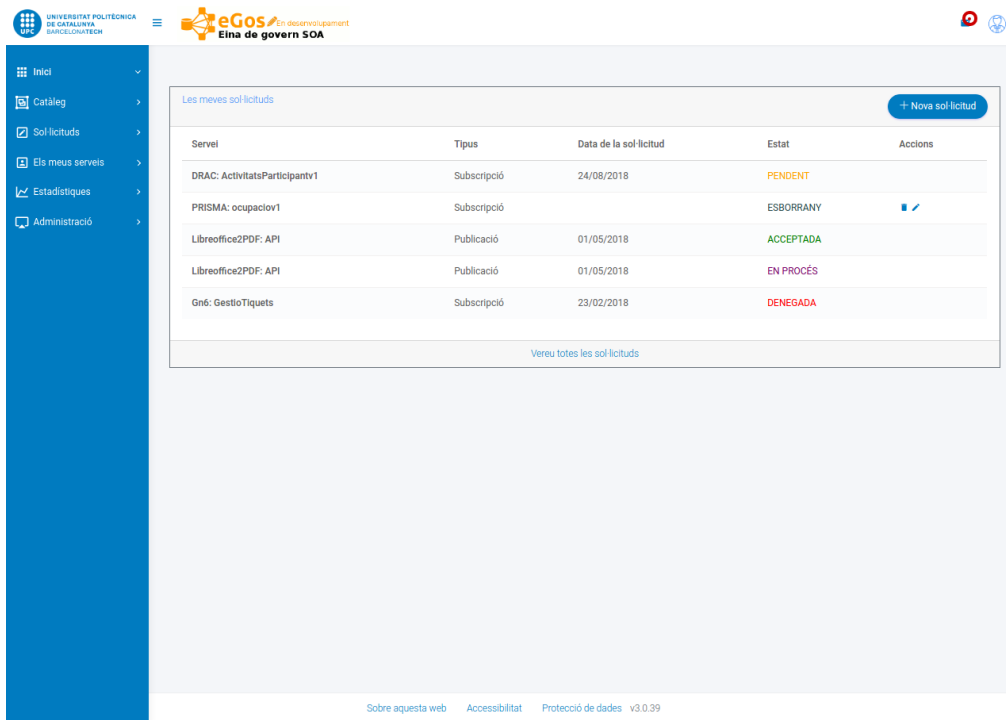 UNIVERSITAT POLITÈCNICA
DE CATALUNYA
BARCELONATECH
UPC
eGos En desenvolupament
Eina de govern SOA
Inici
Catàleg
Sol·licituds
Els meus serveis
Estadístiques
Administració
Les meves sol·licituds
+ Nova sol·licitud
Servei Tipus Data de la sol·licitud Estat Accions
DRAC: ActivitatsParticipantv1 Subscripció 24/08/2018 PENDENT
PRISMA: ocupaciov1 Subscripció ESBORRANY
Libreoffice2PDF: API Publicació 01/05/2018 ACCEPTADA
Libreoffice2PDF: API Publicació 01/05/2018 EN PROCÉS
Gn6: GestioTiquets Subscripció 23/02/2018 DENEGADA
Vereu totes les sol·licituds
Sobre aquesta web Accessibilitat Protecció de dades v3.0.39